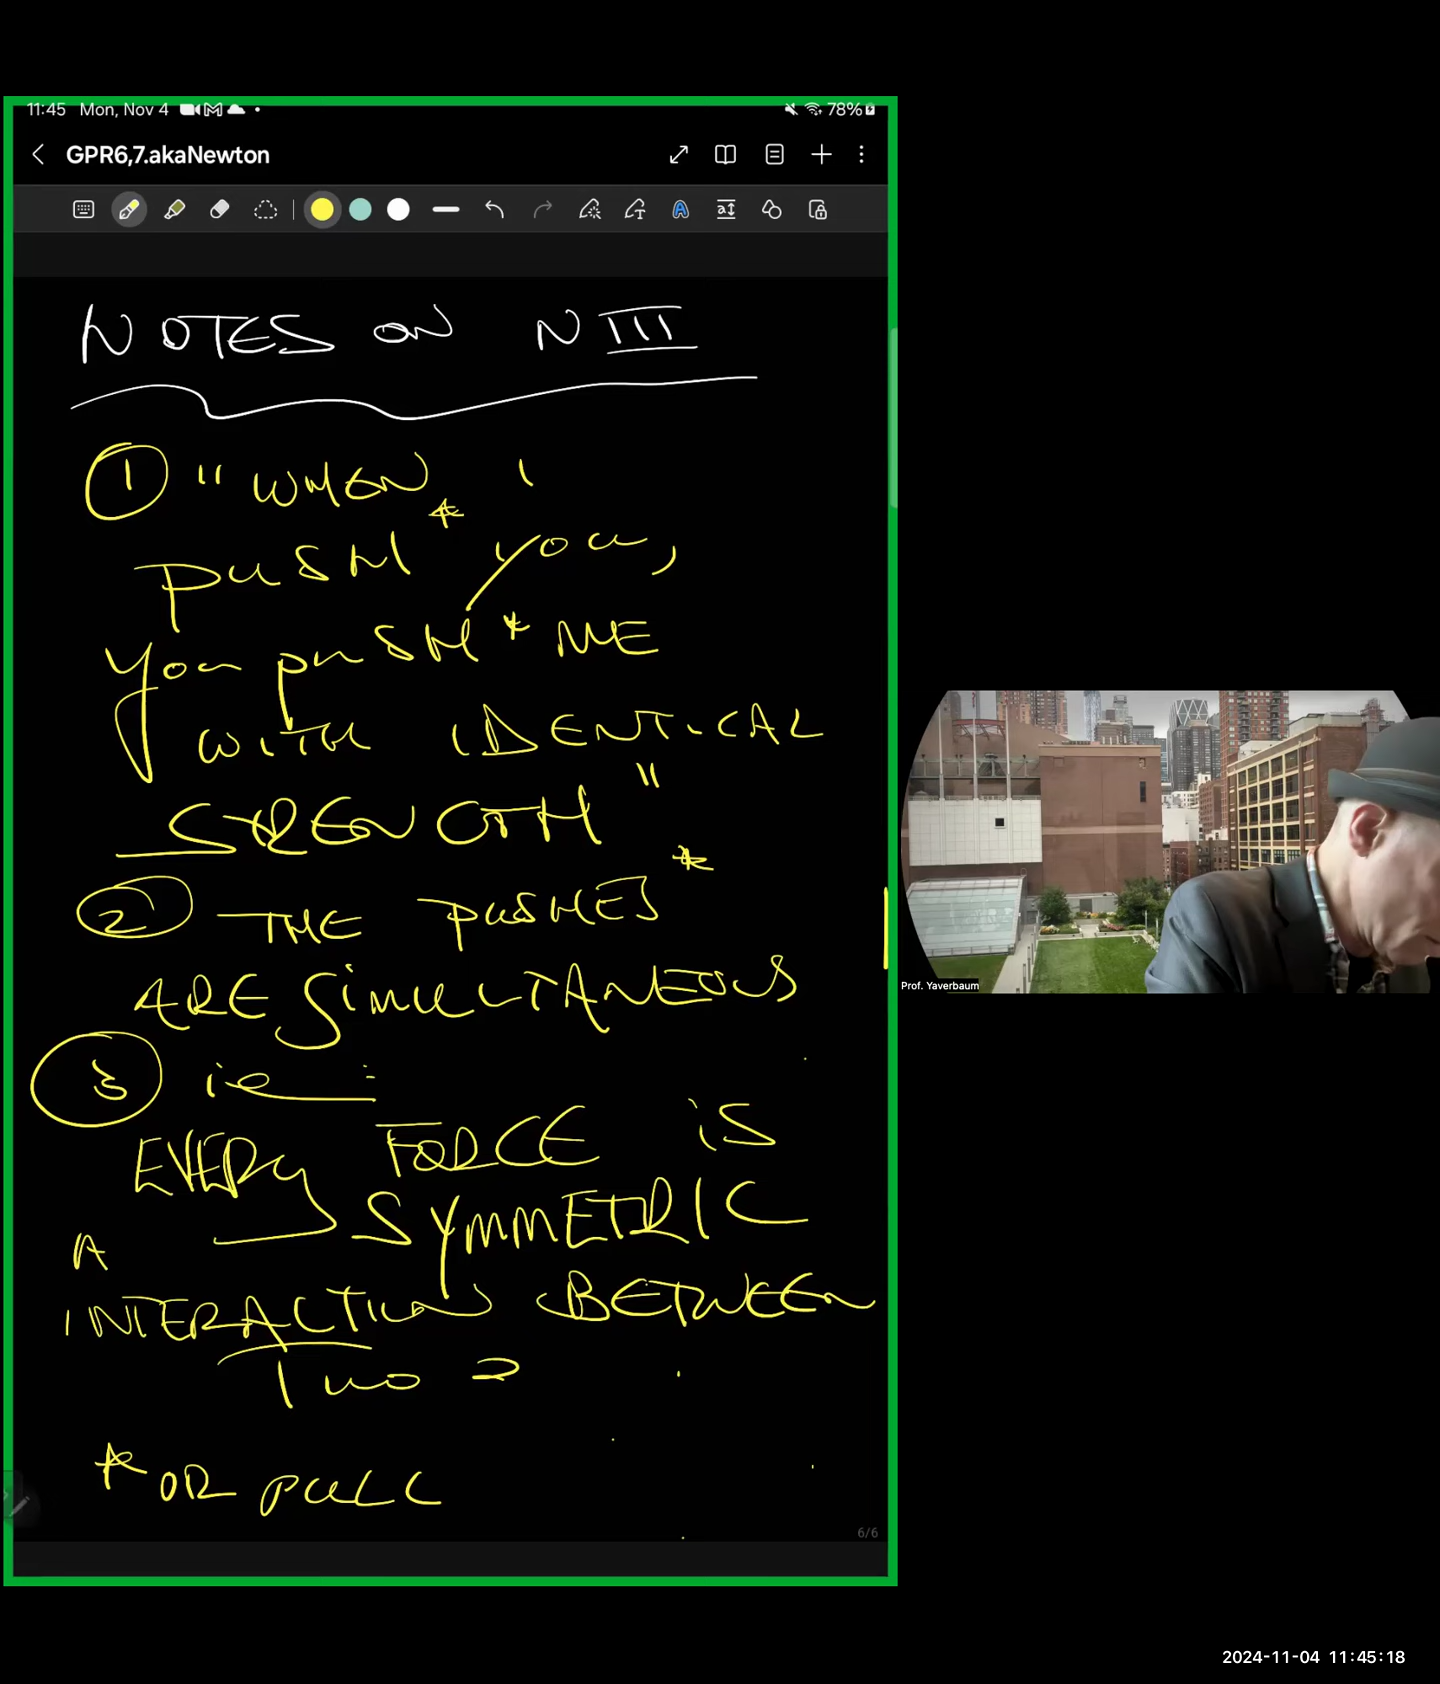 11:45 Mon, Nov 4
78%
GPR6,7.akaNewton
NOTES ON N III
1 "WHEN I
PUSH* you,
you PUSH* ME
WITH IDENTICAL
STRENGTH"
2 THE PUSHES*
ARE SIMULTANEOUS
3 ie:
EVERY FORCE IS
A SYMMETRIC
INTERACTION BETWEEN
TWO
* OR PULL
6/6
Prof. Yaverbaum
2024-11-04 11:45:18